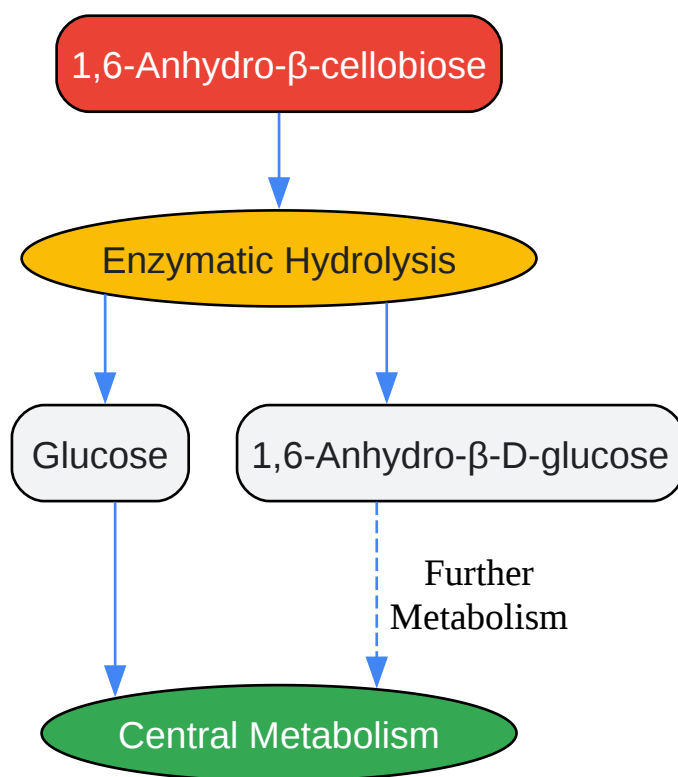 1,6-Anhydro-β-cellobiose
Enzymatic Hydrolysis
Glucose
1,6-Anhydro-β-D-glucose
Further
Metabolism
Central Metabolism